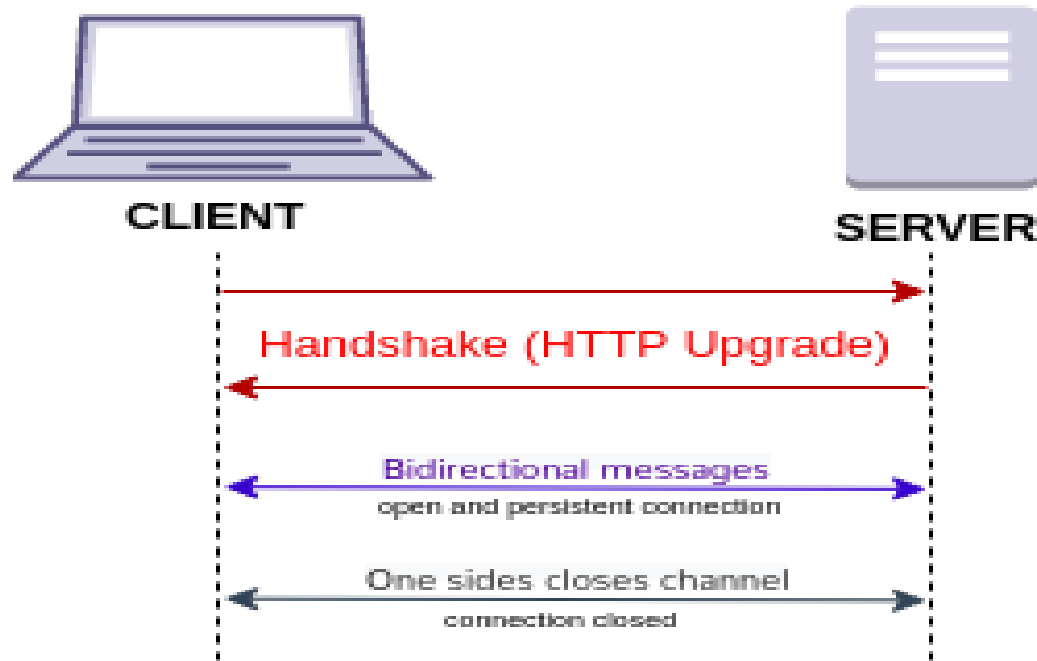 CLIENT
SERVER
Handshake (HTTP Upgrade)
Bidirectional messages
open and persistent connection
One sides closes channel
connection closed